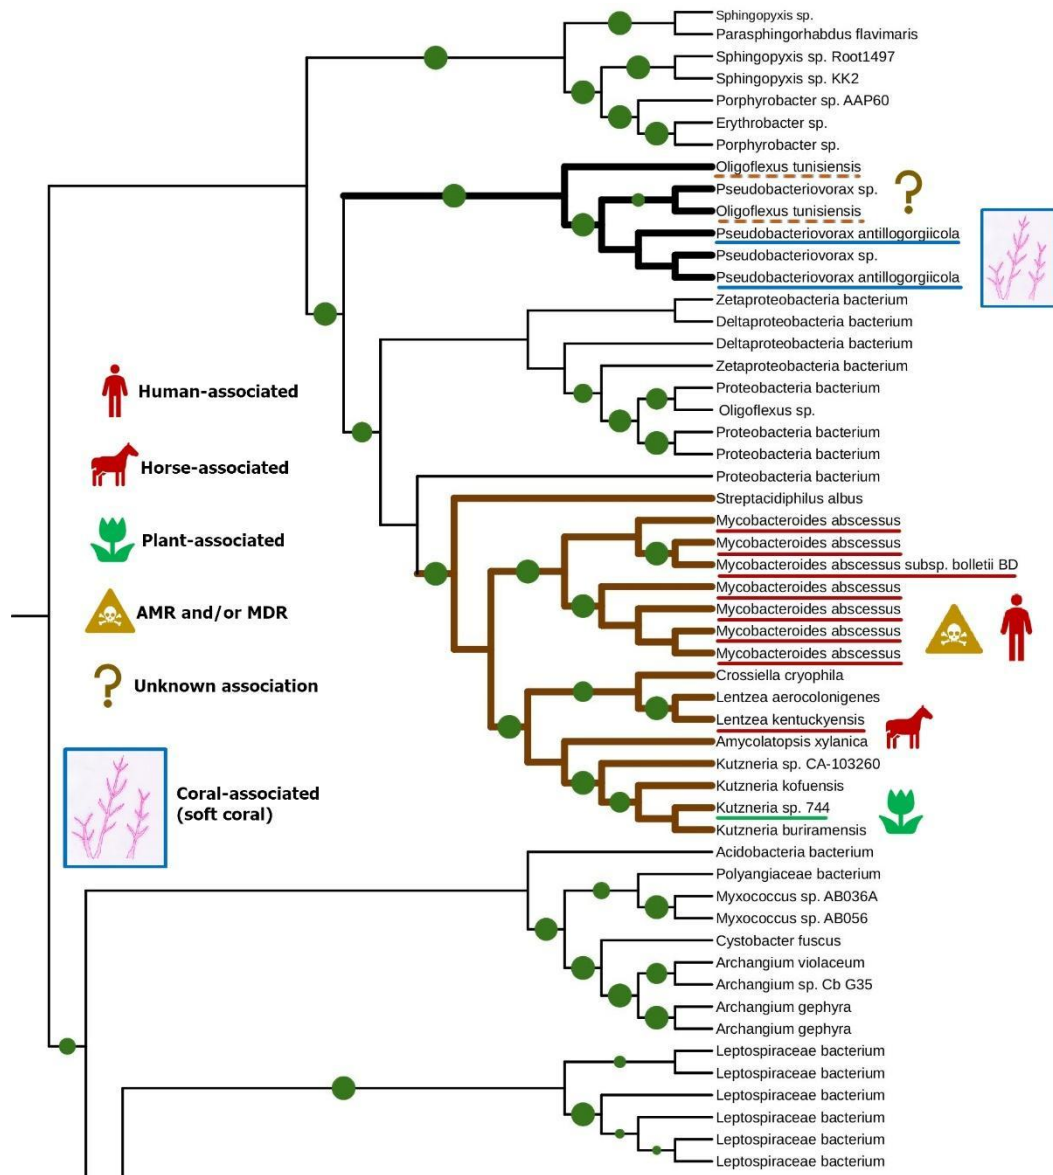 Sphingopyxis sp.
Parasphingorhabdus flavimaris
Sphingopyxis sp. Root1497
Sphingopyxis sp. KK2
Porphyrobacter sp. AAP60
Erythrobacter sp.
Porphyrobacter sp.
Oligoflexus tunisiensis
Pseudobacteriovorax sp.
?
Oligoflexus tunisiensis
Pseudobacteriovorax antillogorgiicola
Pseudobacteriovorax sp.
Pseudobacteriovorax antillogorgiicola
Zetaproteobacteria bacterium
Deltaproteobacteria bacterium
Deltaproteobacteria bacterium
Zetaproteobacteria bacterium
Proteobacteria bacterium
Oligoflexus sp.
Proteobacteria bacterium
Proteobacteria bacterium
Proteobacteria bacterium
Streptacidiphilus albus
Mycobacteroides abscessus
Mycobacteroides abscessus
Mycobacteroides abscessus subsp. bolletii BD
Mycobacteroides abscessus
Mycobacteroides abscessus
Mycobacteroides abscessus
Mycobacteroides abscessus
Crossiella cryophila
Lentzea aerocolonigenes
Lentzea kentuckyensis
Amycolatopsis xylanica
Kutzneria sp. CA-103260
Kutzneria kofuensis
Kutzneria sp. 744
Kutzneria buriramensis
Acidobacteria bacterium
Polyangiaceae bacterium
Myxococcus sp. AB036A
Myxococcus sp. AB056
Cystobacter fuscus
Archangium violaceum
Archangium sp. Cb G35
Archangium gephyra
Archangium gephyra
Leptospiraceae bacterium
Leptospiraceae bacterium
Leptospiraceae bacterium
Leptospiraceae bacterium
Leptospiraceae bacterium
Leptospiraceae bacterium
Human-associated
Horse-associated
Plant-associated
AMR and/or MDR
? Unknown association
Coral-associated
(soft coral)